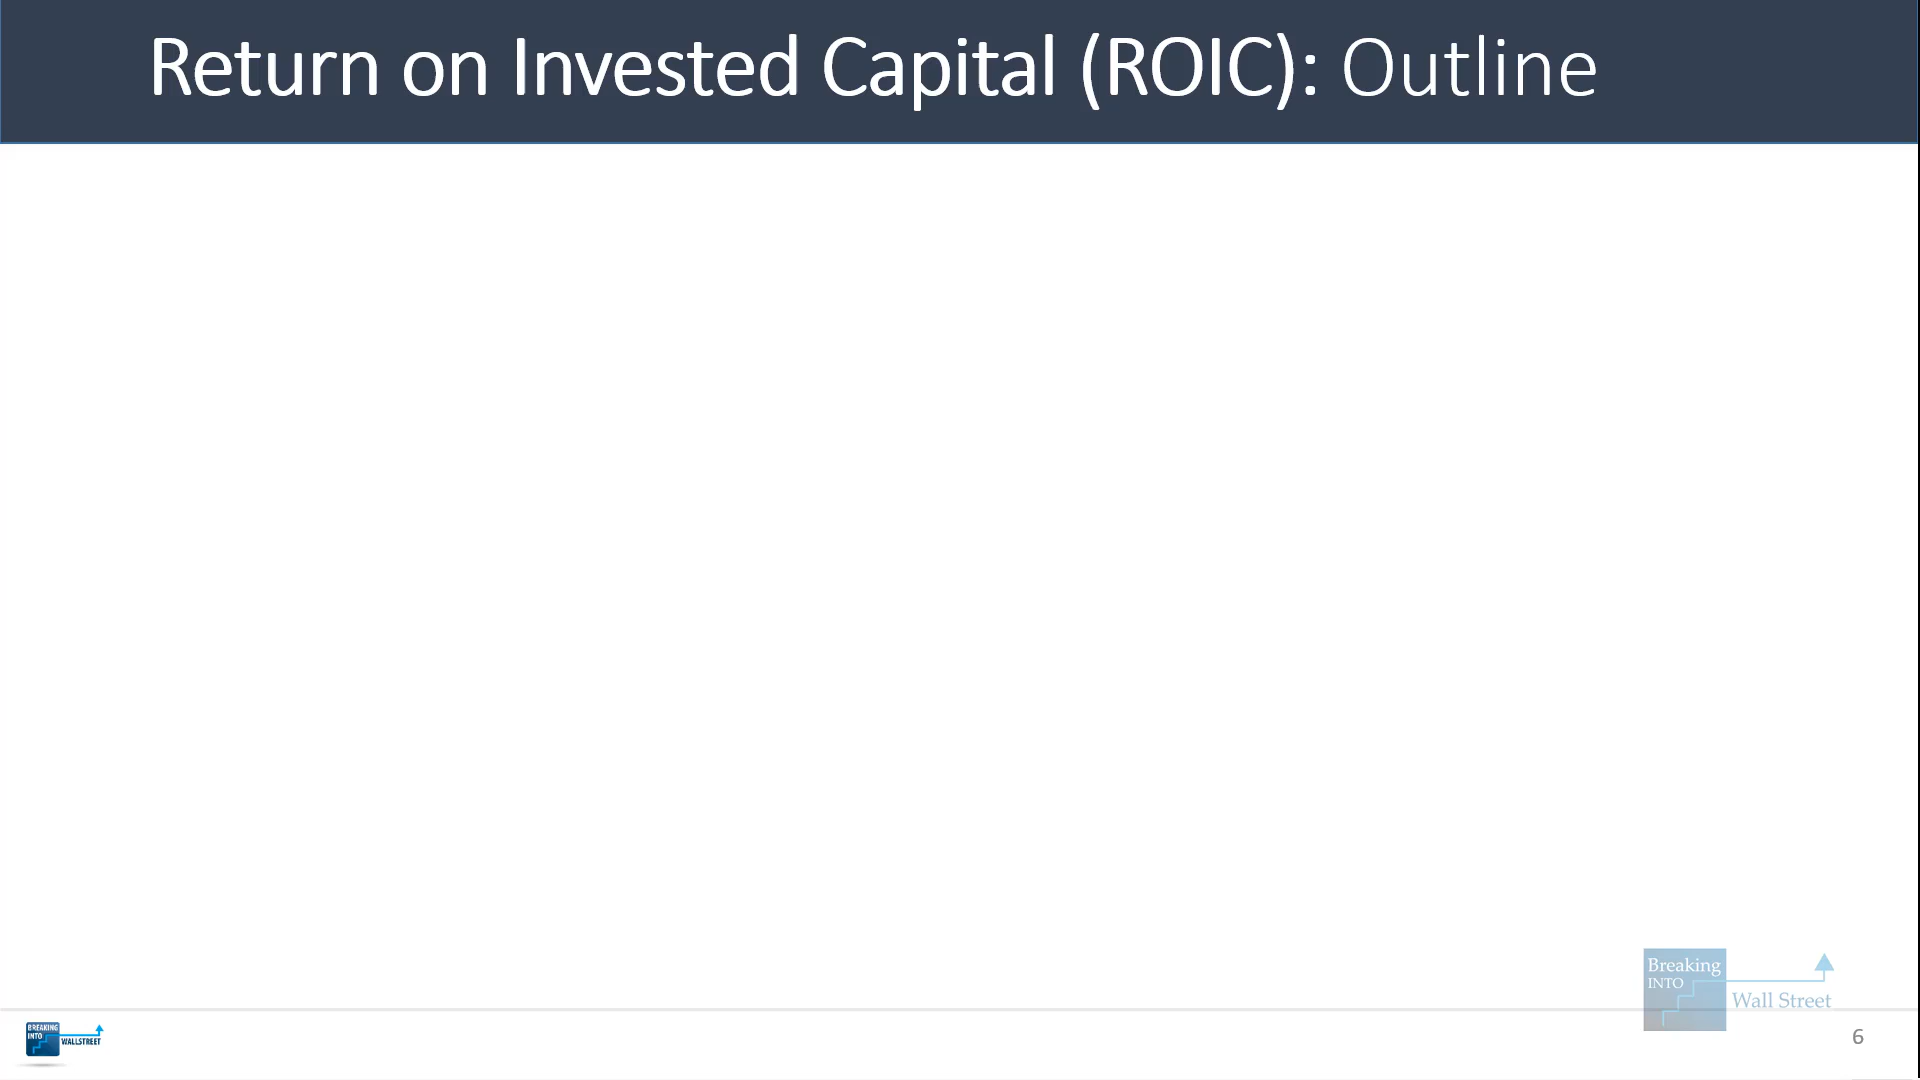 Return on Invested Capital (ROIC): Outline
Breaking
INTO
Wall Street
BREAKING
INTO
WALLSTREET
6